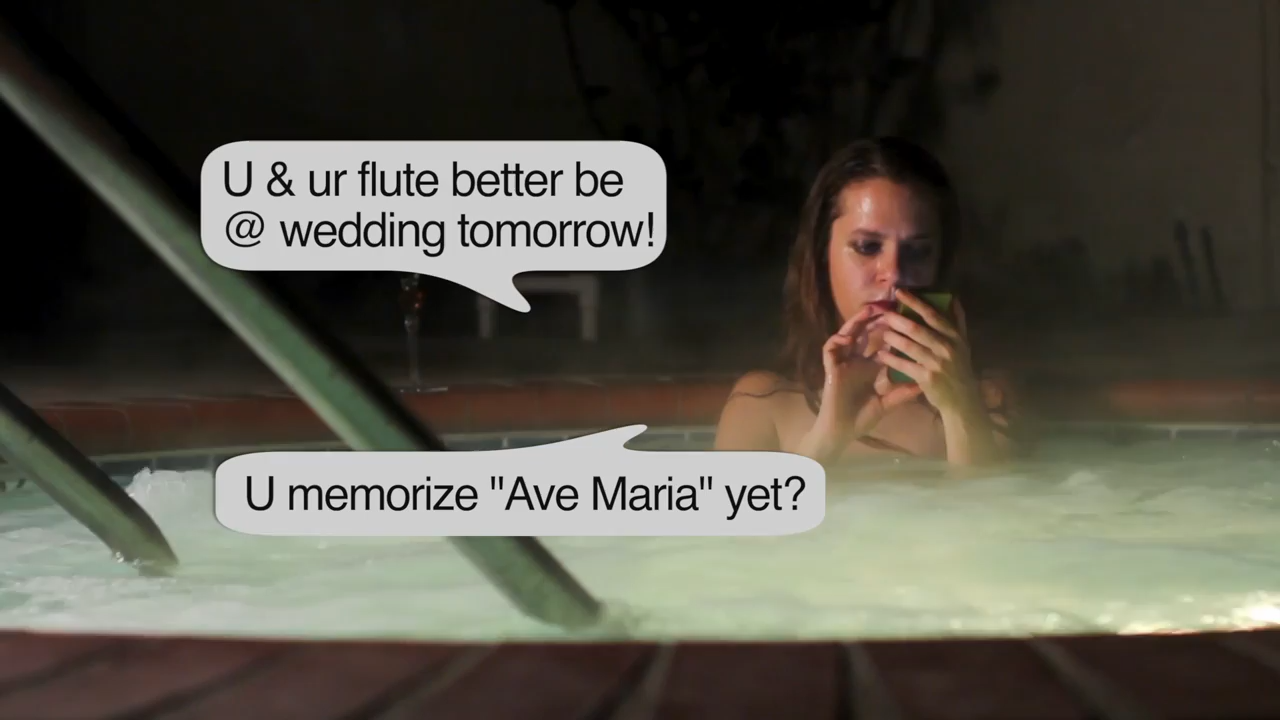 U & ur flute better be
@ wedding tomorrow!
U memorize "Ave Maria" yet?